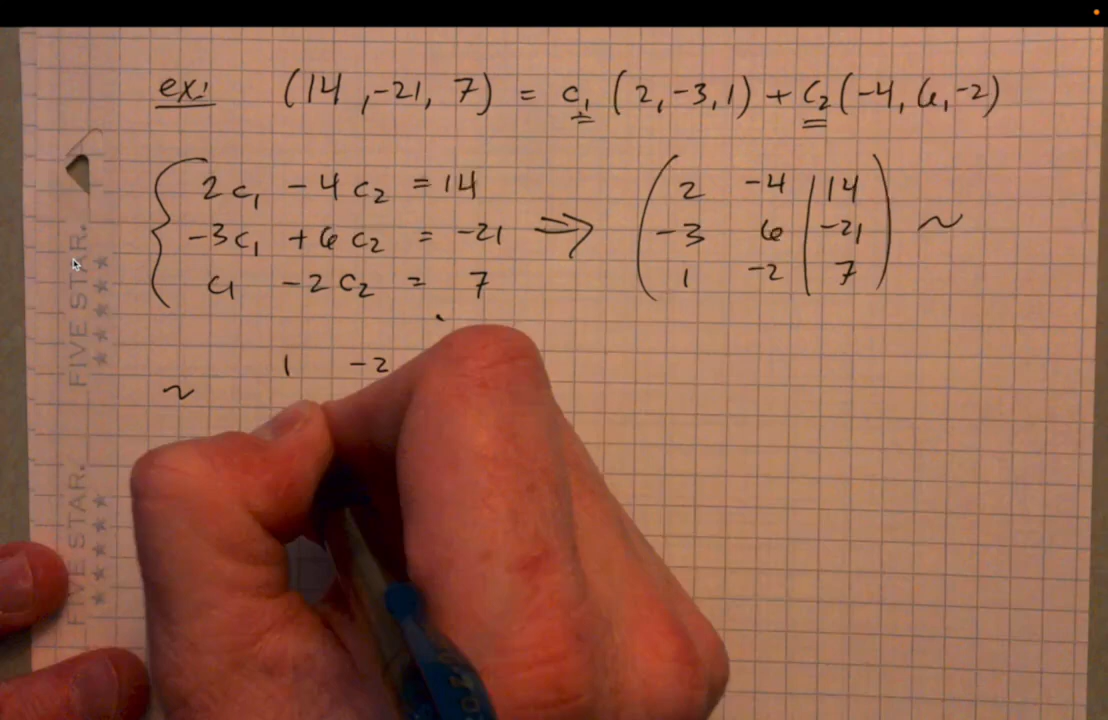 ex: (14, -21, 7) = c₁ (2, -3, 1) + c₂ (-4, 6, -2)
2c₁ - 4c₂ = 14
-3c₁ + 6c₂ = -21
c₁ - 2c₂ = 7
⇒
2 -4 | 14
-3 6 | -21
1 -2 | 7
~
~ 1 -2
FIVE STAR.
★★★★★
FIVE STAR.
★★★★★